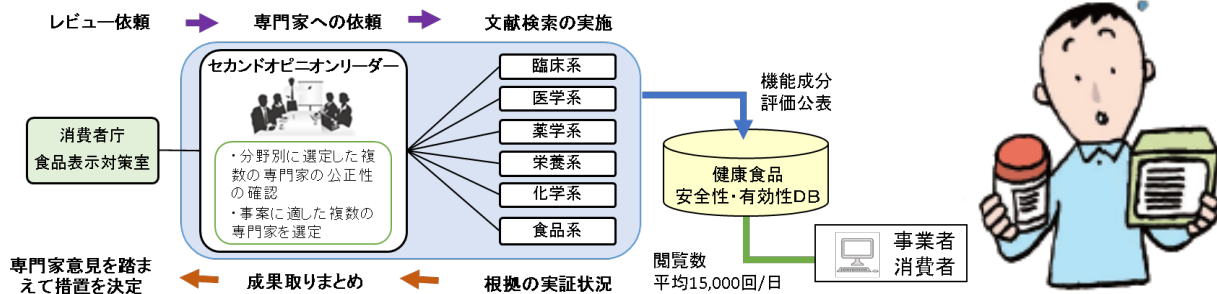 レビュー依頼
専門家への依頼
文献検索の実施
セカンドオピニオンリーダー
・分野別に選定した複
数の専門家の公正性
の確認
・事案に適した複数の
専門家を選定
消費者庁
食品表示対策室
臨床系
医学系
薬学系
栄養系
化学系
食品系
機能成分
評価公表
健康食品
安全性・有効性DB
事業者
消費者
閲覧数
平均15,000回/日
専門家意見を踏ま
えて措置を決定
成果取りまとめ
根拠の実証状況